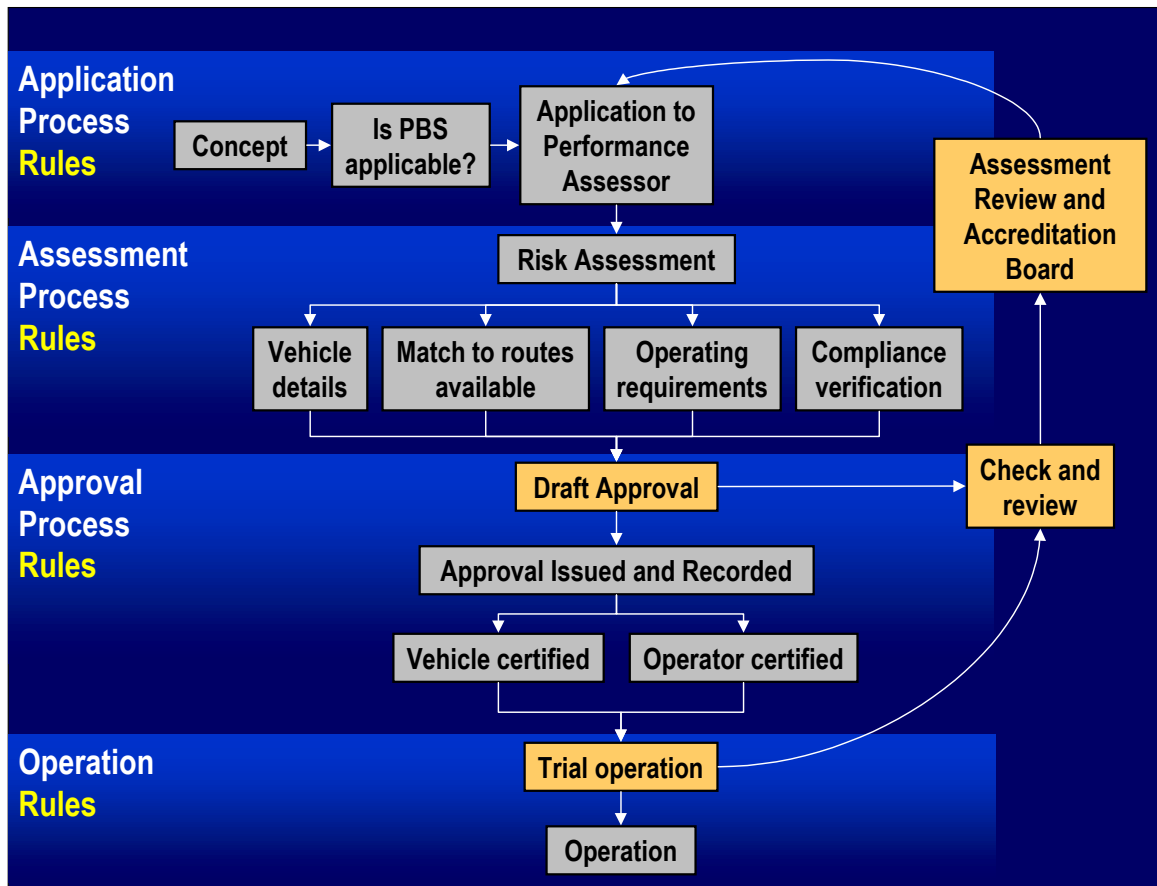 Application
Process
Rules
Concept
Is PBS
applicable?
Application to
Performance
Assessor
Assessment
Review and
Accreditation
Board
Assessment
Process
Rules
Risk Assessment
Vehicle
details
Match to routes
available
Operating
requirements
Compliance
verification
Approval
Process
Rules
Draft Approval
Check and
review
Approval Issued and Recorded
Vehicle certified
Operator certified
Operation
Rules
Trial operation
Operation